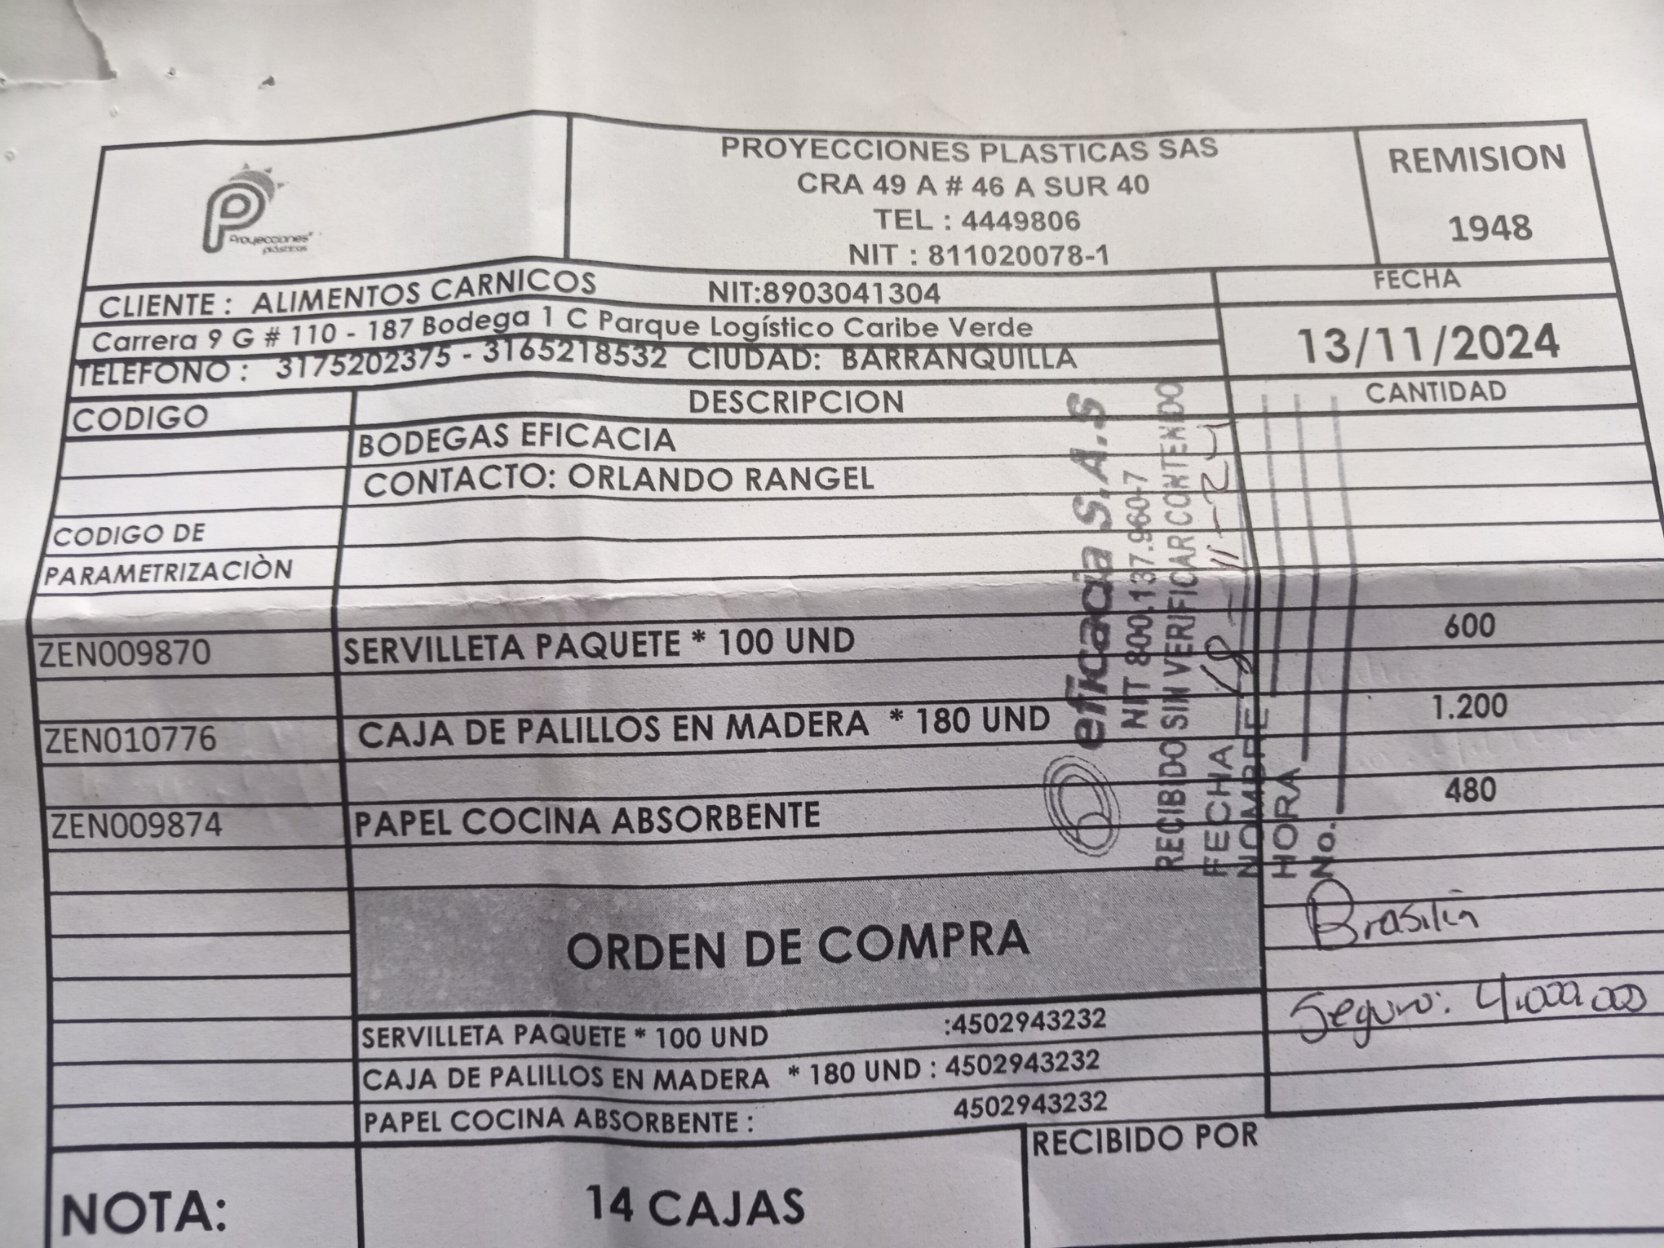 PROYECCIONES PLASTICAS SAS
CRA 49 A # 46 A SUR 40
TEL : 4449806
NIT : 811020078-1
REMISION
1948
Proyecciones
plásticas
CLIENTE : ALIMENTOS CARNICOS NIT:8903041304
FECHA
Carrera 9 G # 110 - 187 Bodega 1 C Parque Logístico Caribe Verde
13/11/2024
TELEFONO : 3175202375 - 3165218532 CIUDAD: BARRANQUILLA
CODIGO DESCRIPCION CANTIDAD
BODEGAS EFICACIA
CONTACTO: ORLANDO RANGEL
CODIGO DE
PARAMETRIZACIÒN
ZEN009870 SERVILLETA PAQUETE * 100 UND 600
ZEN010776 CAJA DE PALILLOS EN MADERA * 180 UND 1.200
ZEN009874 PAPEL COCINA ABSORBENTE 480
eficacia S.A.S
NIT 800.137.960-7
RECIBIDO SIN VERIFICAR CONTENIDO
FECHA 18-11-24
NOMBRE
HORA
No.
Brasilia
Seguro: 4.000.000
ORDEN DE COMPRA
SERVILLETA PAQUETE * 100 UND :4502943232
CAJA DE PALILLOS EN MADERA * 180 UND : 4502943232
PAPEL COCINA ABSORBENTE : 4502943232
RECIBIDO POR
NOTA: 14 CAJAS